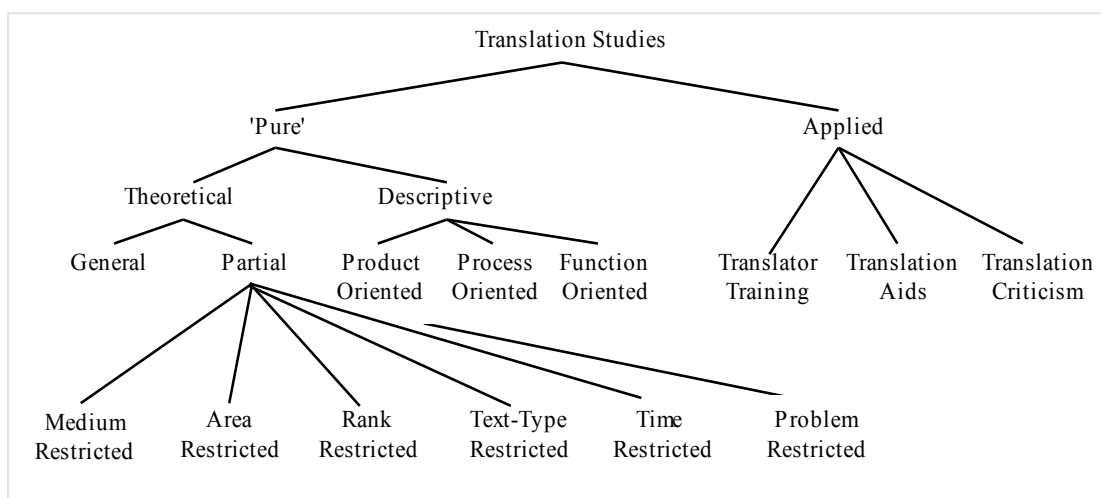 Translation Studies
'Pure'
Applied
Theoretical
Descriptive
General
Partial
Product
Oriented
Process
Oriented
Function
Oriented
Translator
Training
Translation
Aids
Translation
Criticism
Medium
Restricted
Area
Restricted
Rank
Restricted
Text-Type
Restricted
Time
Restricted
Problem
Restricted